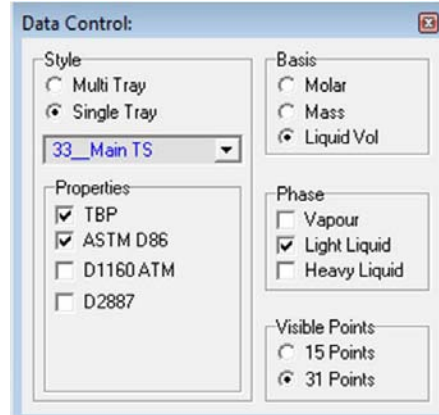 Data Control:
Style
Multi Tray
Single Tray
33__Main TS
Properties
TBP
ASTM D86
D1160 ATM
D2887
Basis
Molar
Mass
Liquid Vol
Phase
Vapour
Light Liquid
Heavy Liquid
Visible Points
15 Points
31 Points